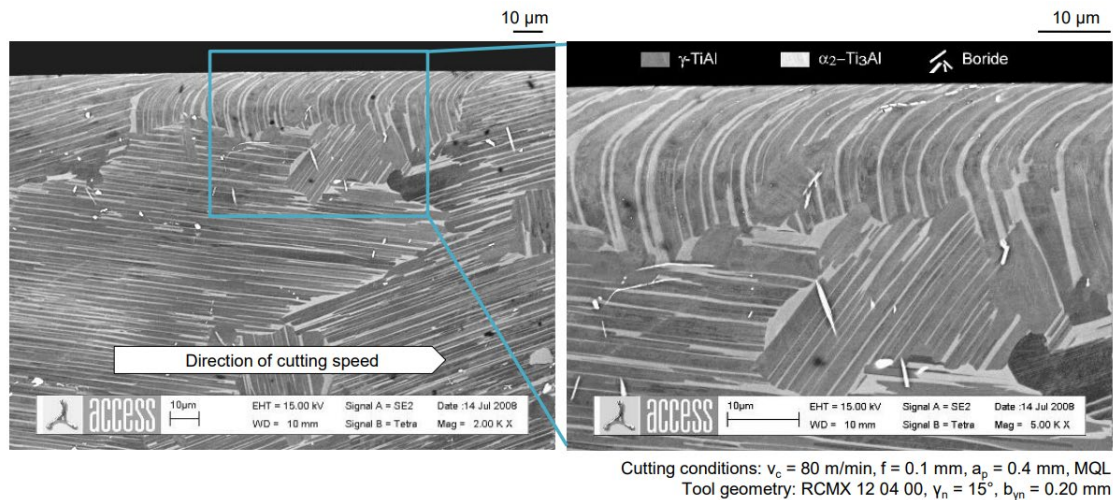 10 µm
10 µm
γ-TiAl
α2–Ti3Al
Boride
Direction of cutting speed
access
10µm
EHT = 15.00 kV
WD = 10 mm
Signal A = SE2
Signal B = Tetra
Date :14 Jul 2008
Mag = 2.00 K X
access
10µm
EHT = 15.00 kV
WD = 10 mm
Signal A = SE2
Signal B = Tetra
Date :14 Jul 2008
Mag = 5.00 K X
Cutting conditions: vc = 80 m/min, f = 0.1 mm, ap = 0.4 mm, MQL
Tool geometry: RCMX 12 04 00, γn = 15°, bγn = 0.20 mm